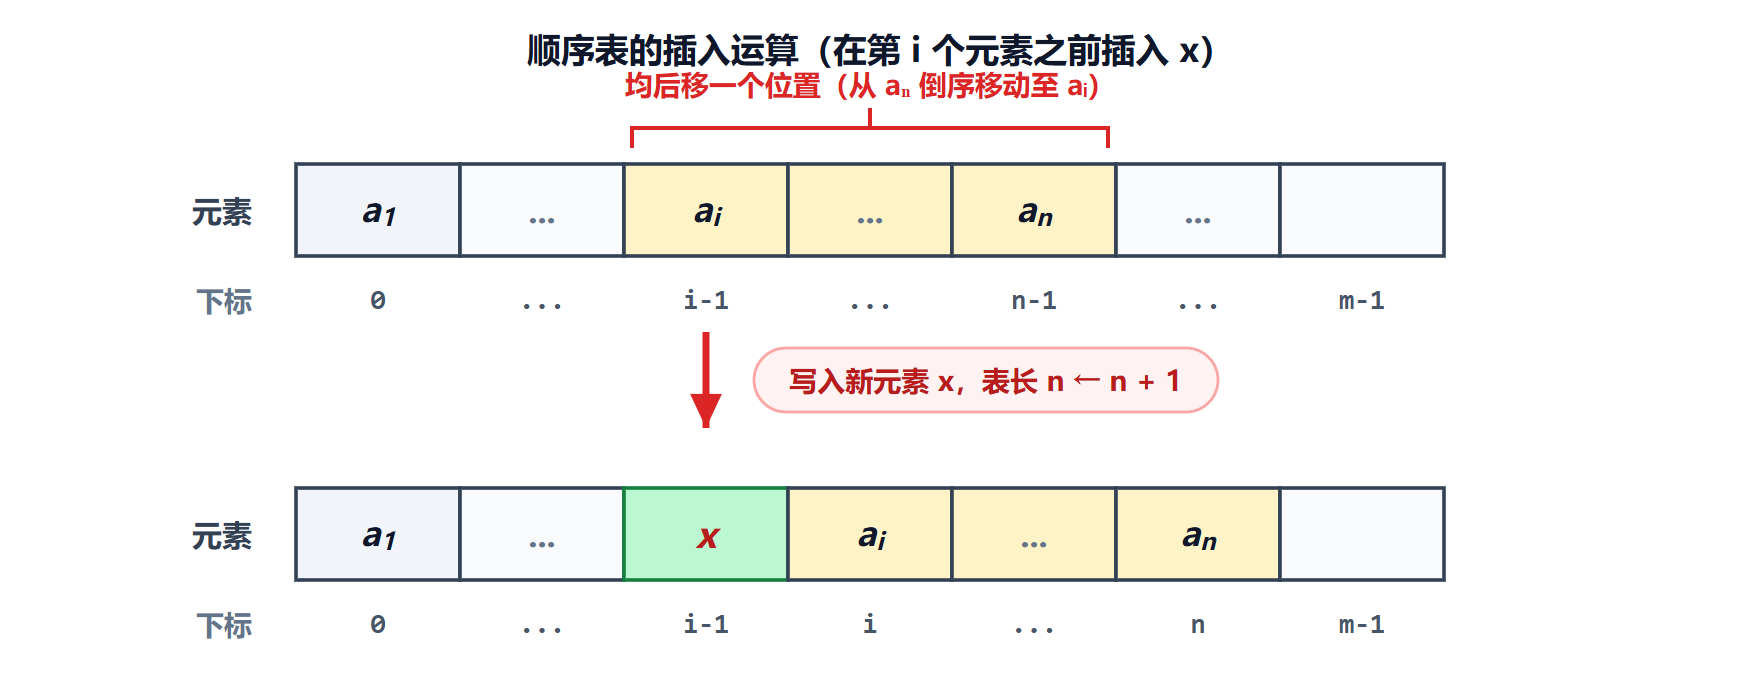 顺序表的插入运算（在第 i 个元素之前插入 x）
均后移一个位置（从 aₙ 倒序移动至 aᵢ）
元素 a₁ … aᵢ … aₙ …
下标 0 ... i-1 ... n-1 ... m-1
写入新元素 x，表长 n ← n + 1
元素 a₁ … x aᵢ … aₙ
下标 0 ... i-1 i ... n m-1